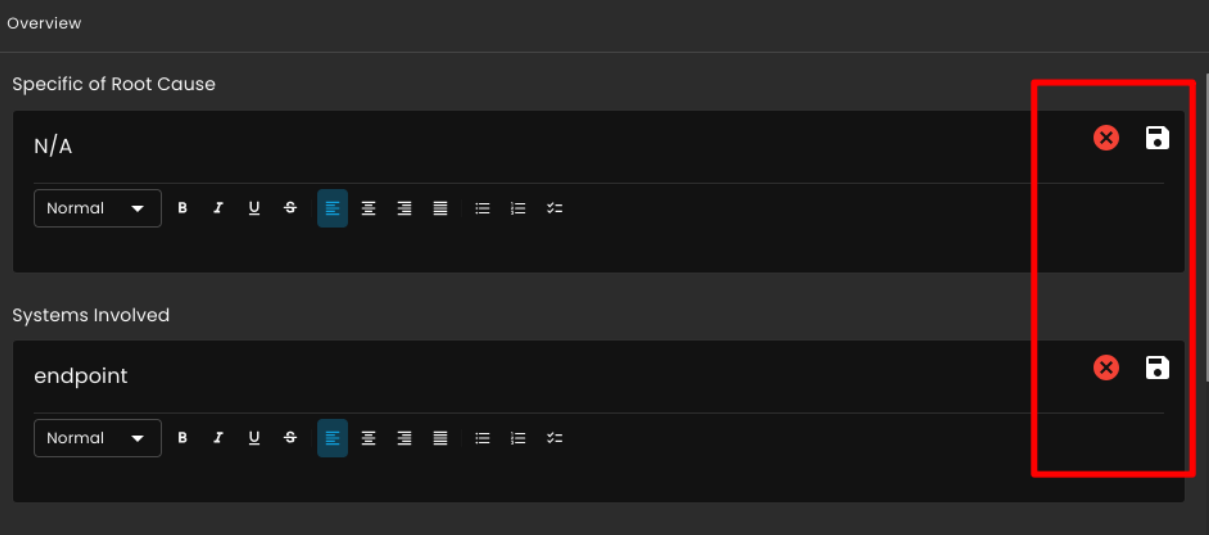 Overview
Specific of Root Cause
N/A
Normal B I U S
Systems Involved
endpoint
Normal B I U S